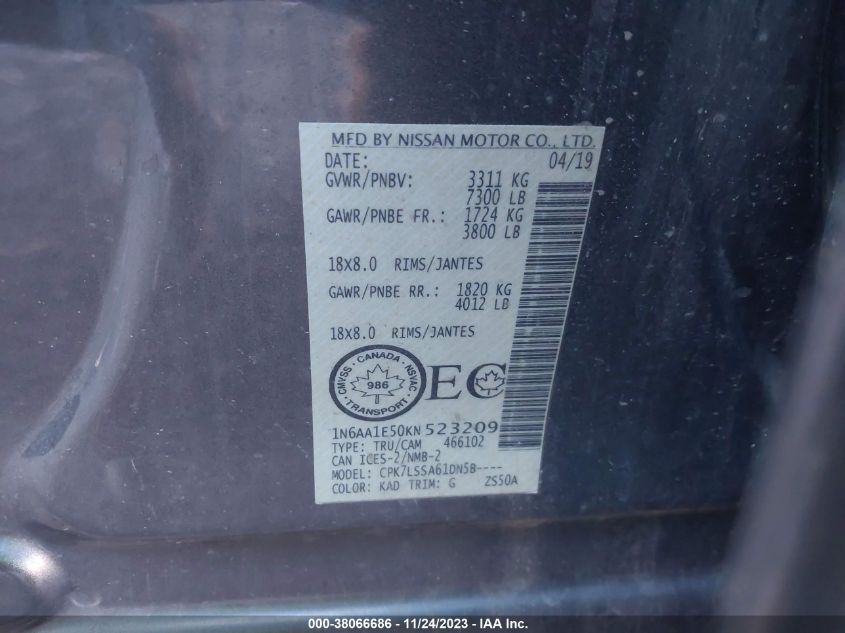 MFD BY NISSAN MOTOR CO., LTD.
DATE: 04/19
GVWR/PNBV: 3311 KG
7300 LB
GAWR/PNBE FR.: 1724 KG
3800 LB
18X8.0 RIMS/JANTES
GAWR/PNBE RR.: 1820 KG
4012 LB
18X8.0 RIMS/JANTES
CMVSS · CANADA · NSVAC
986
· TRANSPORT ·
EC
1N6AA1E50KN523209
TYPE: TRU/CAM 466102
CAN ICES-2/NMB-2
MODEL: CPK7LSSA61DN5B----
COLOR: KAD TRIM: G ZS50A
000-38066686 - 11/24/2023 - IAA Inc.